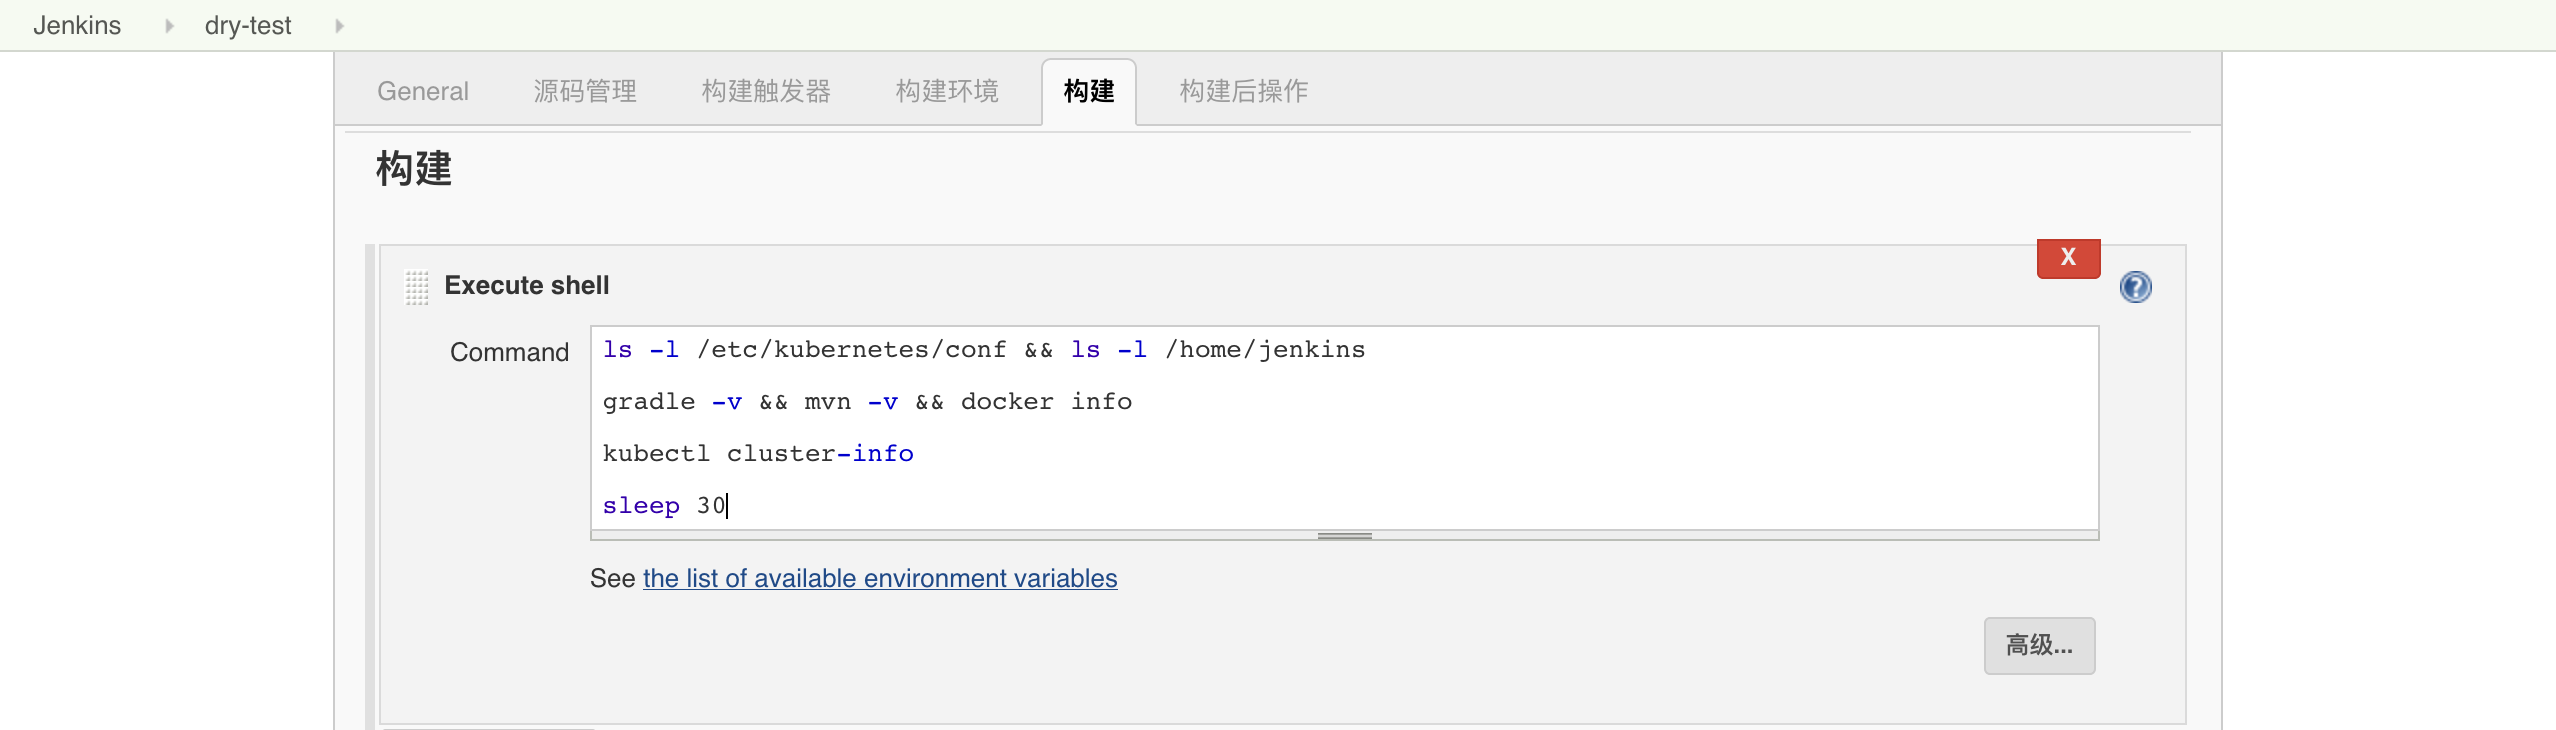 Jenkins dry-test
General 源码管理 构建触发器 构建环境 构建 构建后操作
构建
X
Execute shell
?
Command
ls -l /etc/kubernetes/conf && ls -l /home/jenkins
gradle -v && mvn -v && docker info
kubectl cluster-info
sleep 30
See the list of available environment variables
高级...